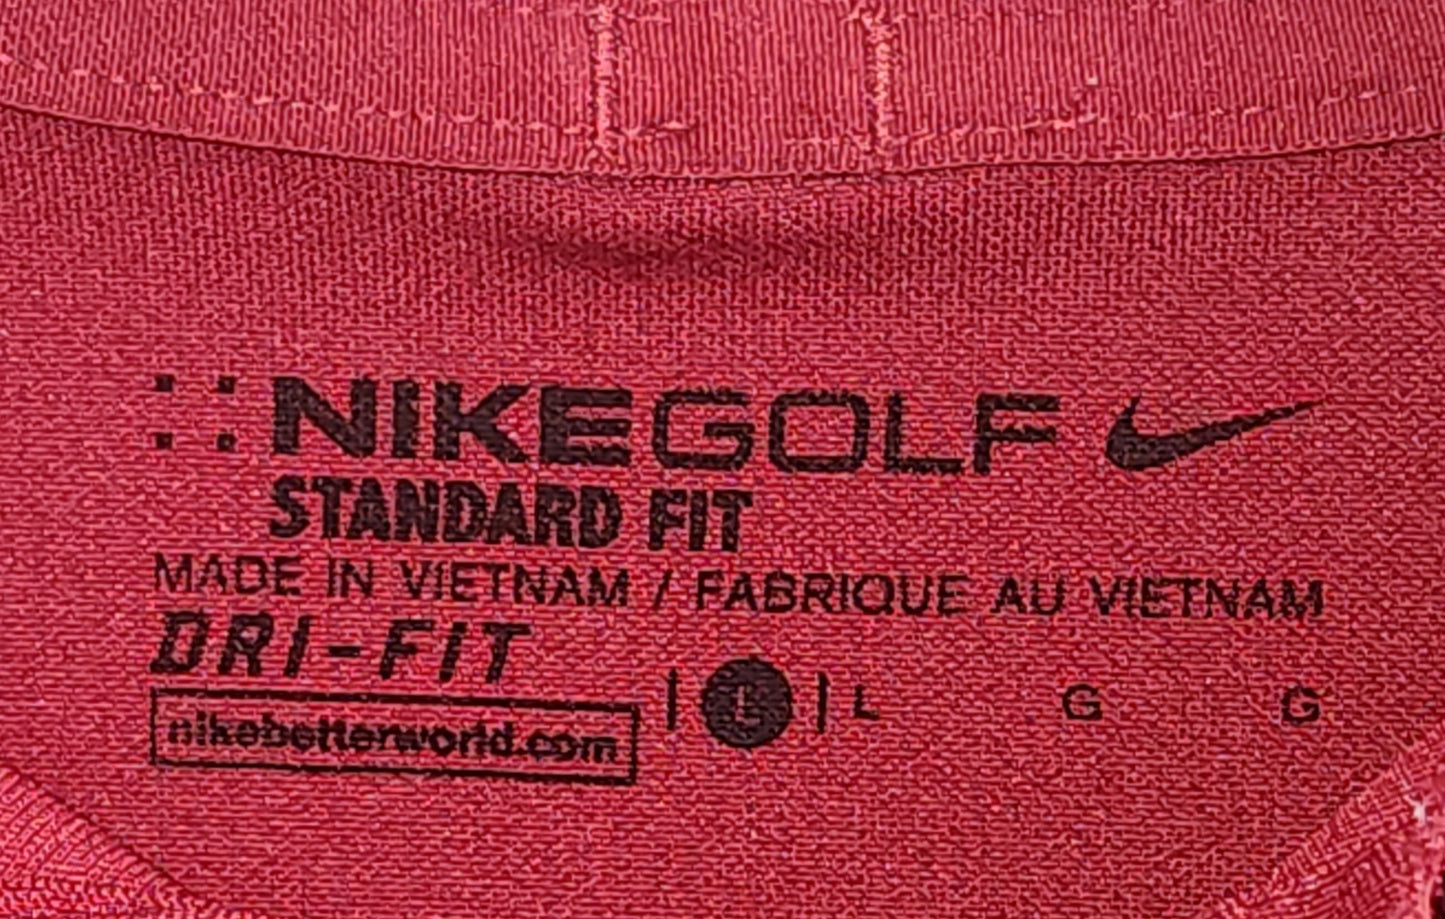 NIKEGOLF
STANDARD FIT
MADE IN VIETNAM / FABRIQUE AU VIETNAM
DRI-FIT
nikebetterworld.com
| L | L G G